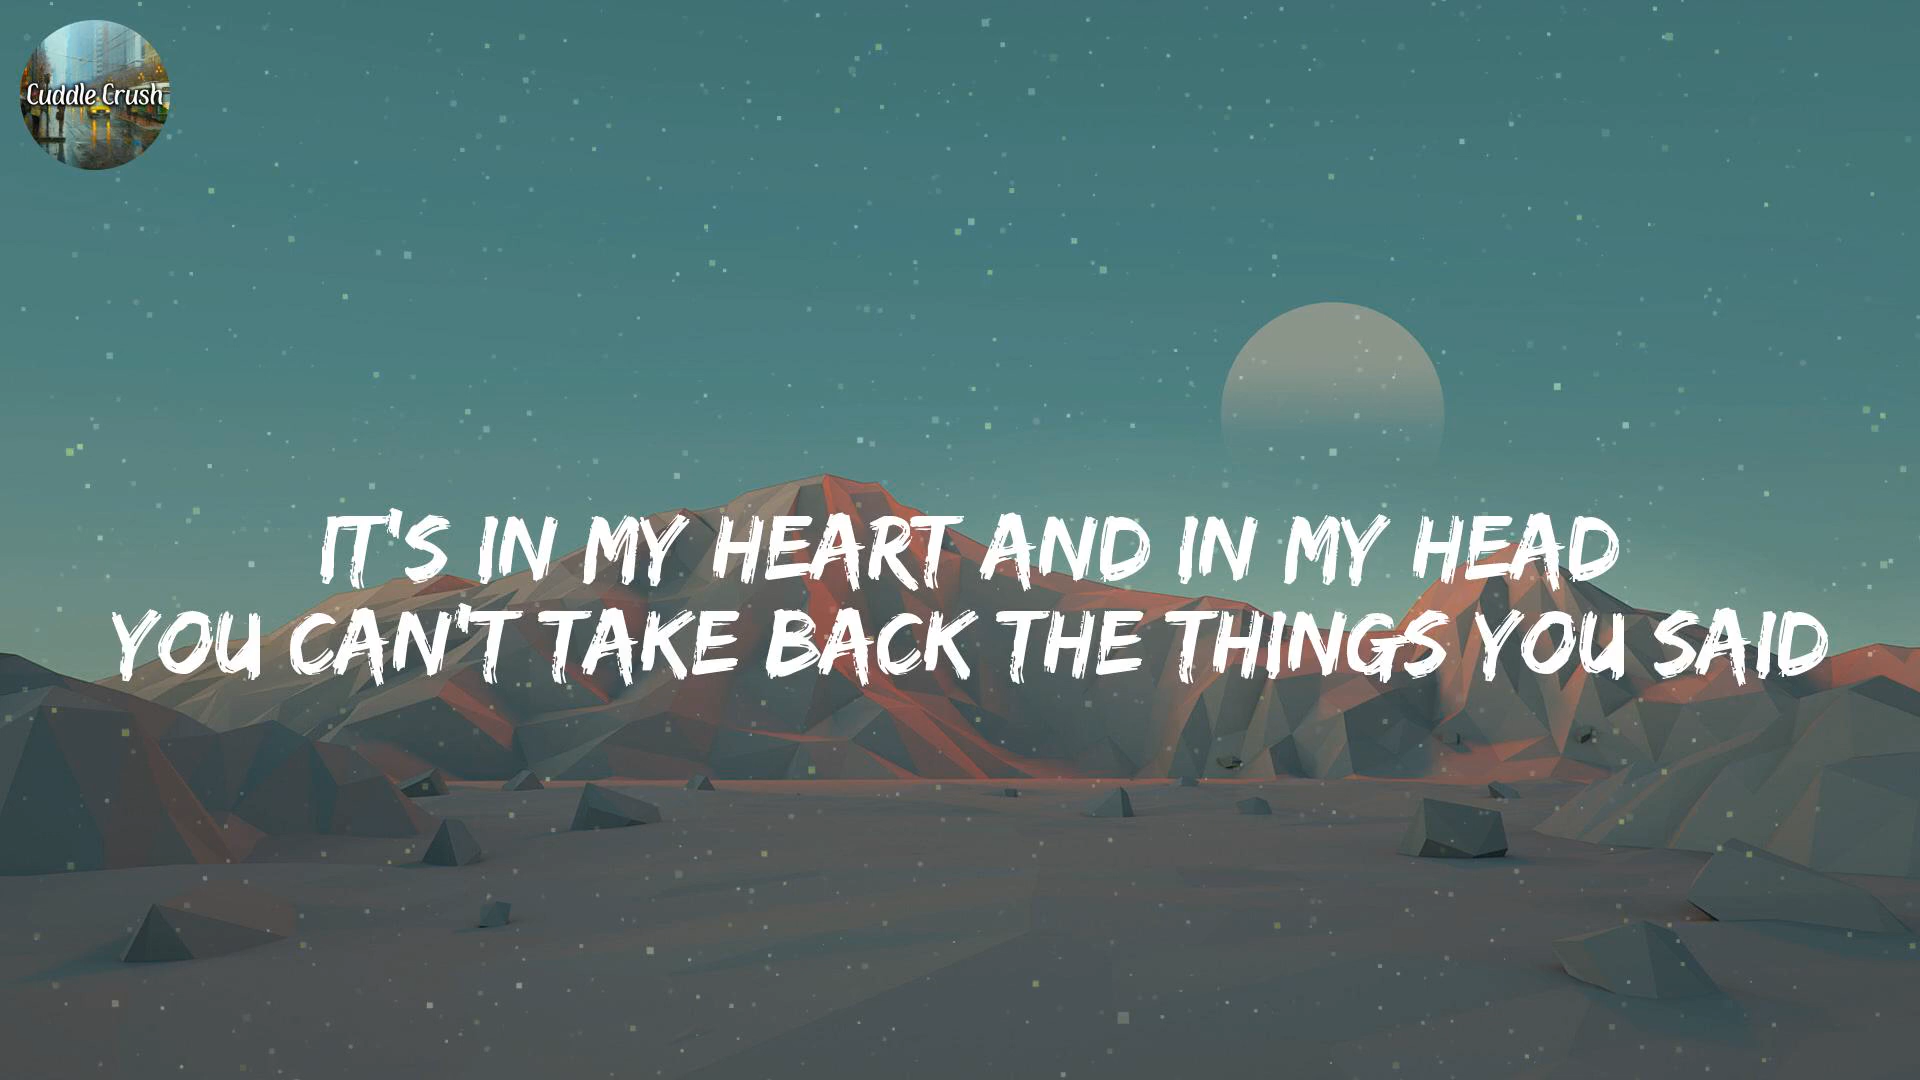 Cuddle Crush
IT'S IN MY HEART AND IN MY HEAD
YOU CAN'T TAKE BACK THE THINGS YOU SAID